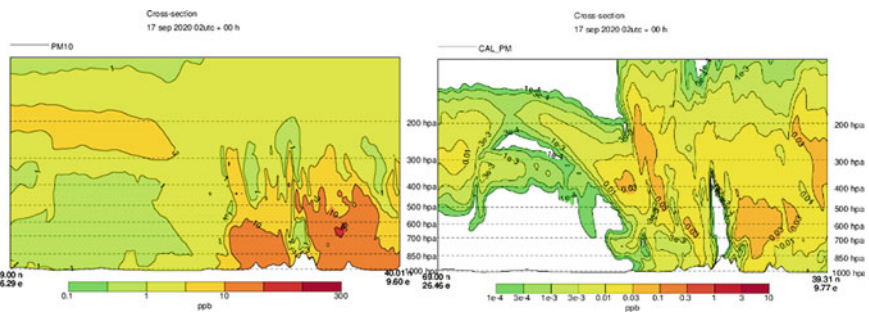 Cross-section
17 sep 2020 02utc + 00 h
PM10
200 hpa
300 hpa
400 hpa
500 hpa
600 hpa
700 hpa
850 hpa
1000 hpa
9.00 n
6.29 e
40.01 n
9.60 e
0.1 1 10 300
ppb
Cross-section
17 sep 2020 02utc + 00 h
CAL_PM
200 hpa
300 hpa
400 hpa
500 hpa
600 hpa
700 hpa
850 hpa
1000 hpa
69.00 n
26.46 e
39.31 n
9.77 e
1e-4 3e-4 1e-3 3e-3 0.01 0.03 0.1 0.3 1 3 10
ppb